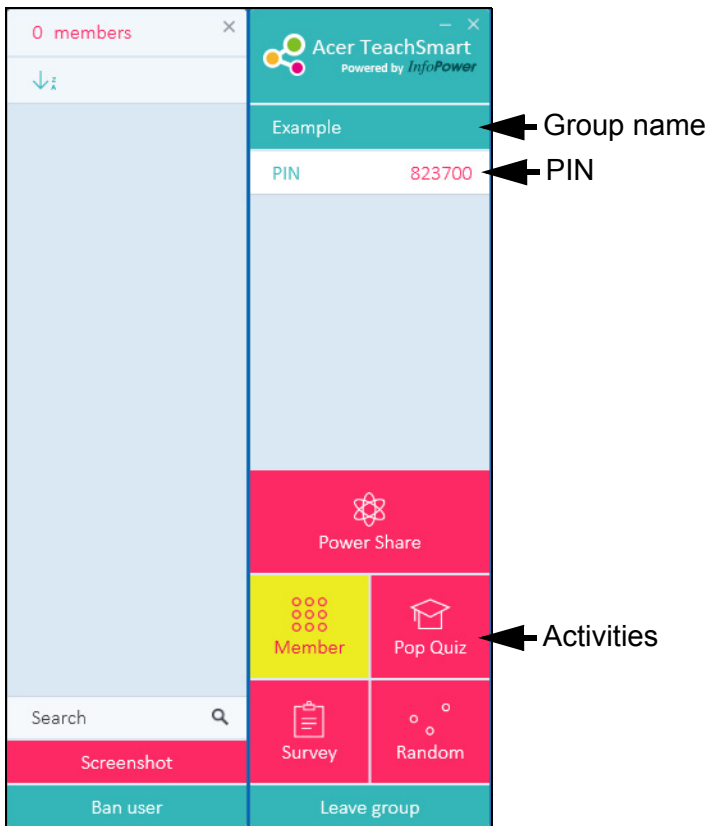 0 members
Z
A
Search
Screenshot
Ban user
Acer TeachSmart
Powered by InfoPower
Example
PIN 823700
Power Share
Member
Pop Quiz
Survey
Random
Leave group
Group name
PIN
Activities